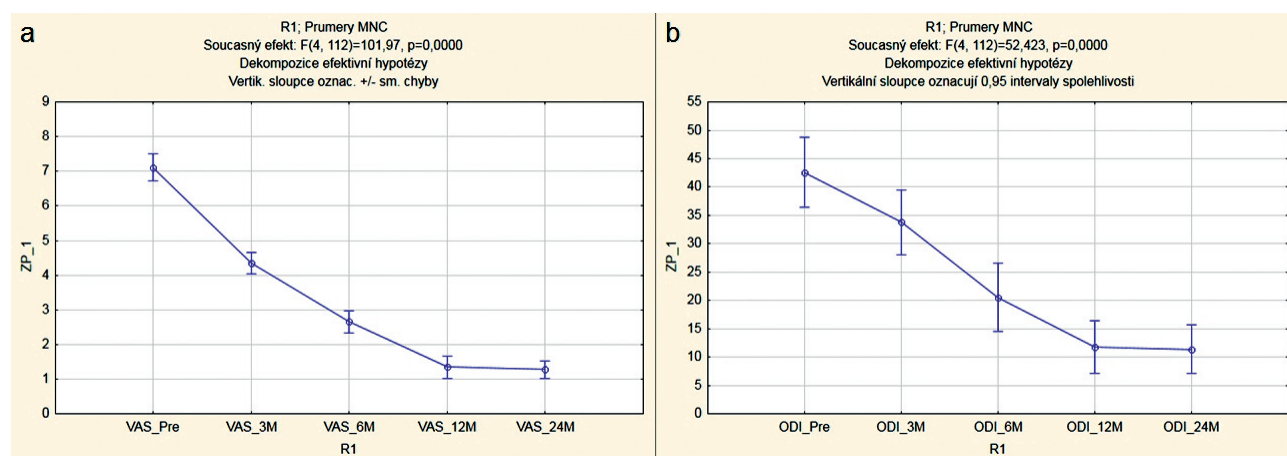 a
R1; Prumery MNC
Soucasný efekt: F(4, 112)=101,97, p=0,0000
Dekompozice efektivní hypotézy
Vertik. sloupce oznac. +/- sm. chyby
9
8
7
6
5
4
3
2
1
0
ZP_1
VAS_Pre VAS_3M VAS_6M VAS_12M VAS_24M
R1
b
R1; Prumery MNC
Soucasný efekt: F(4, 112)=52,423, p=0,0000
Dekompozice efektivní hypotézy
Vertikální sloupce oznacují 0,95 intervaly spolehlivosti
55
50
45
40
35
30
25
20
15
10
5
0
ZP_1
ODI_Pre ODI_3M ODI_6M ODI_12M ODI_24M
R1